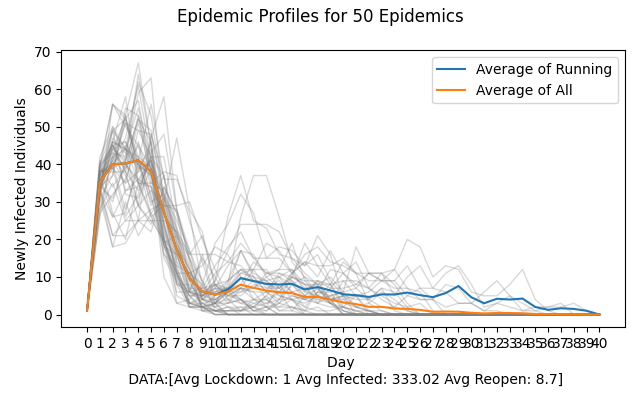 Epidemic Profiles for 50 Epidemics
Newly Infected Individuals
70
60
50
40
30
20
10
0
Average of Running
Average of All
0 1 2 3 4 5 6 7 8 9 10 11 12 13 14 15 16 17 18 19 20 21 22 23 24 25 26 27 28 29 30 31 32 33 34 35 36 37 38 39 40
Day
DATA:[Avg Lockdown: 1 Avg Infected: 333.02 Avg Reopen: 8.7]